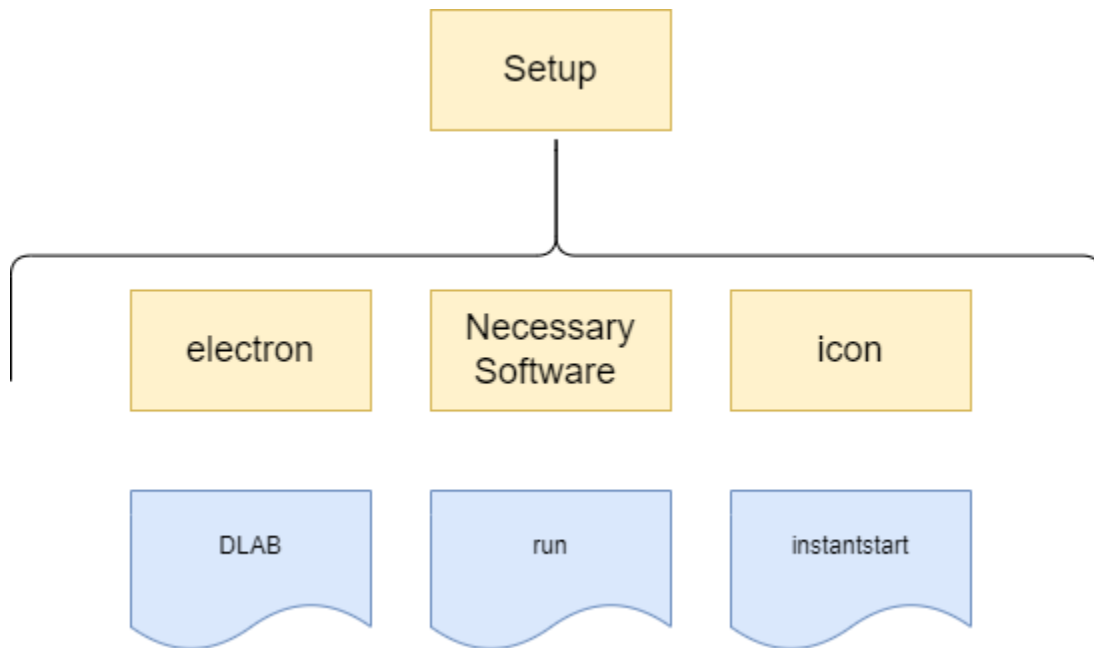 Setup
electron
Necessary
Software
icon
DLAB
run
instantstart